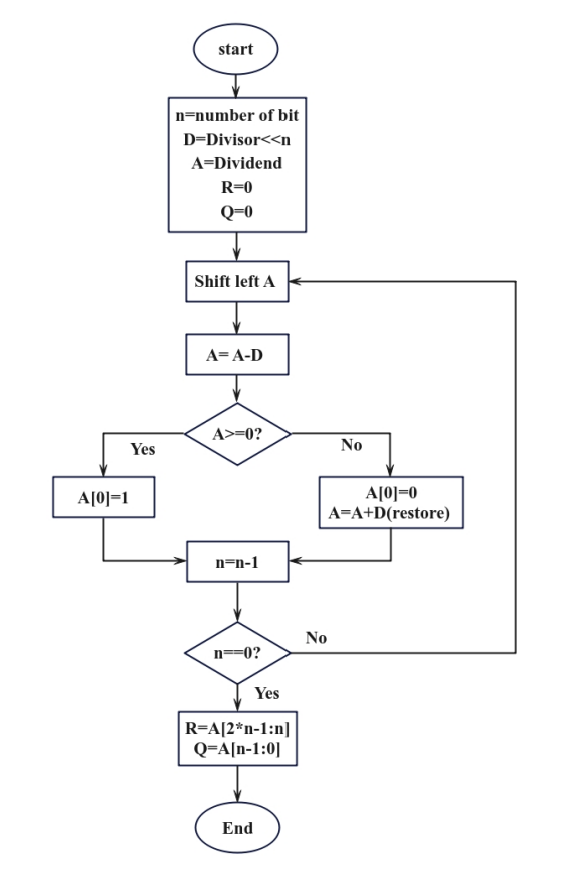 start
n=number of bit
D=Divisor<<n
A=Dividend
R=0
Q=0
Shift left A
A= A-D
A>=0?
Yes
No
A[0]=1
A[0]=0
A=A+D(restore)
n=n-1
n==0?
No
Yes
R=A[2*n-1:n]
Q=A[n-1:0]
End